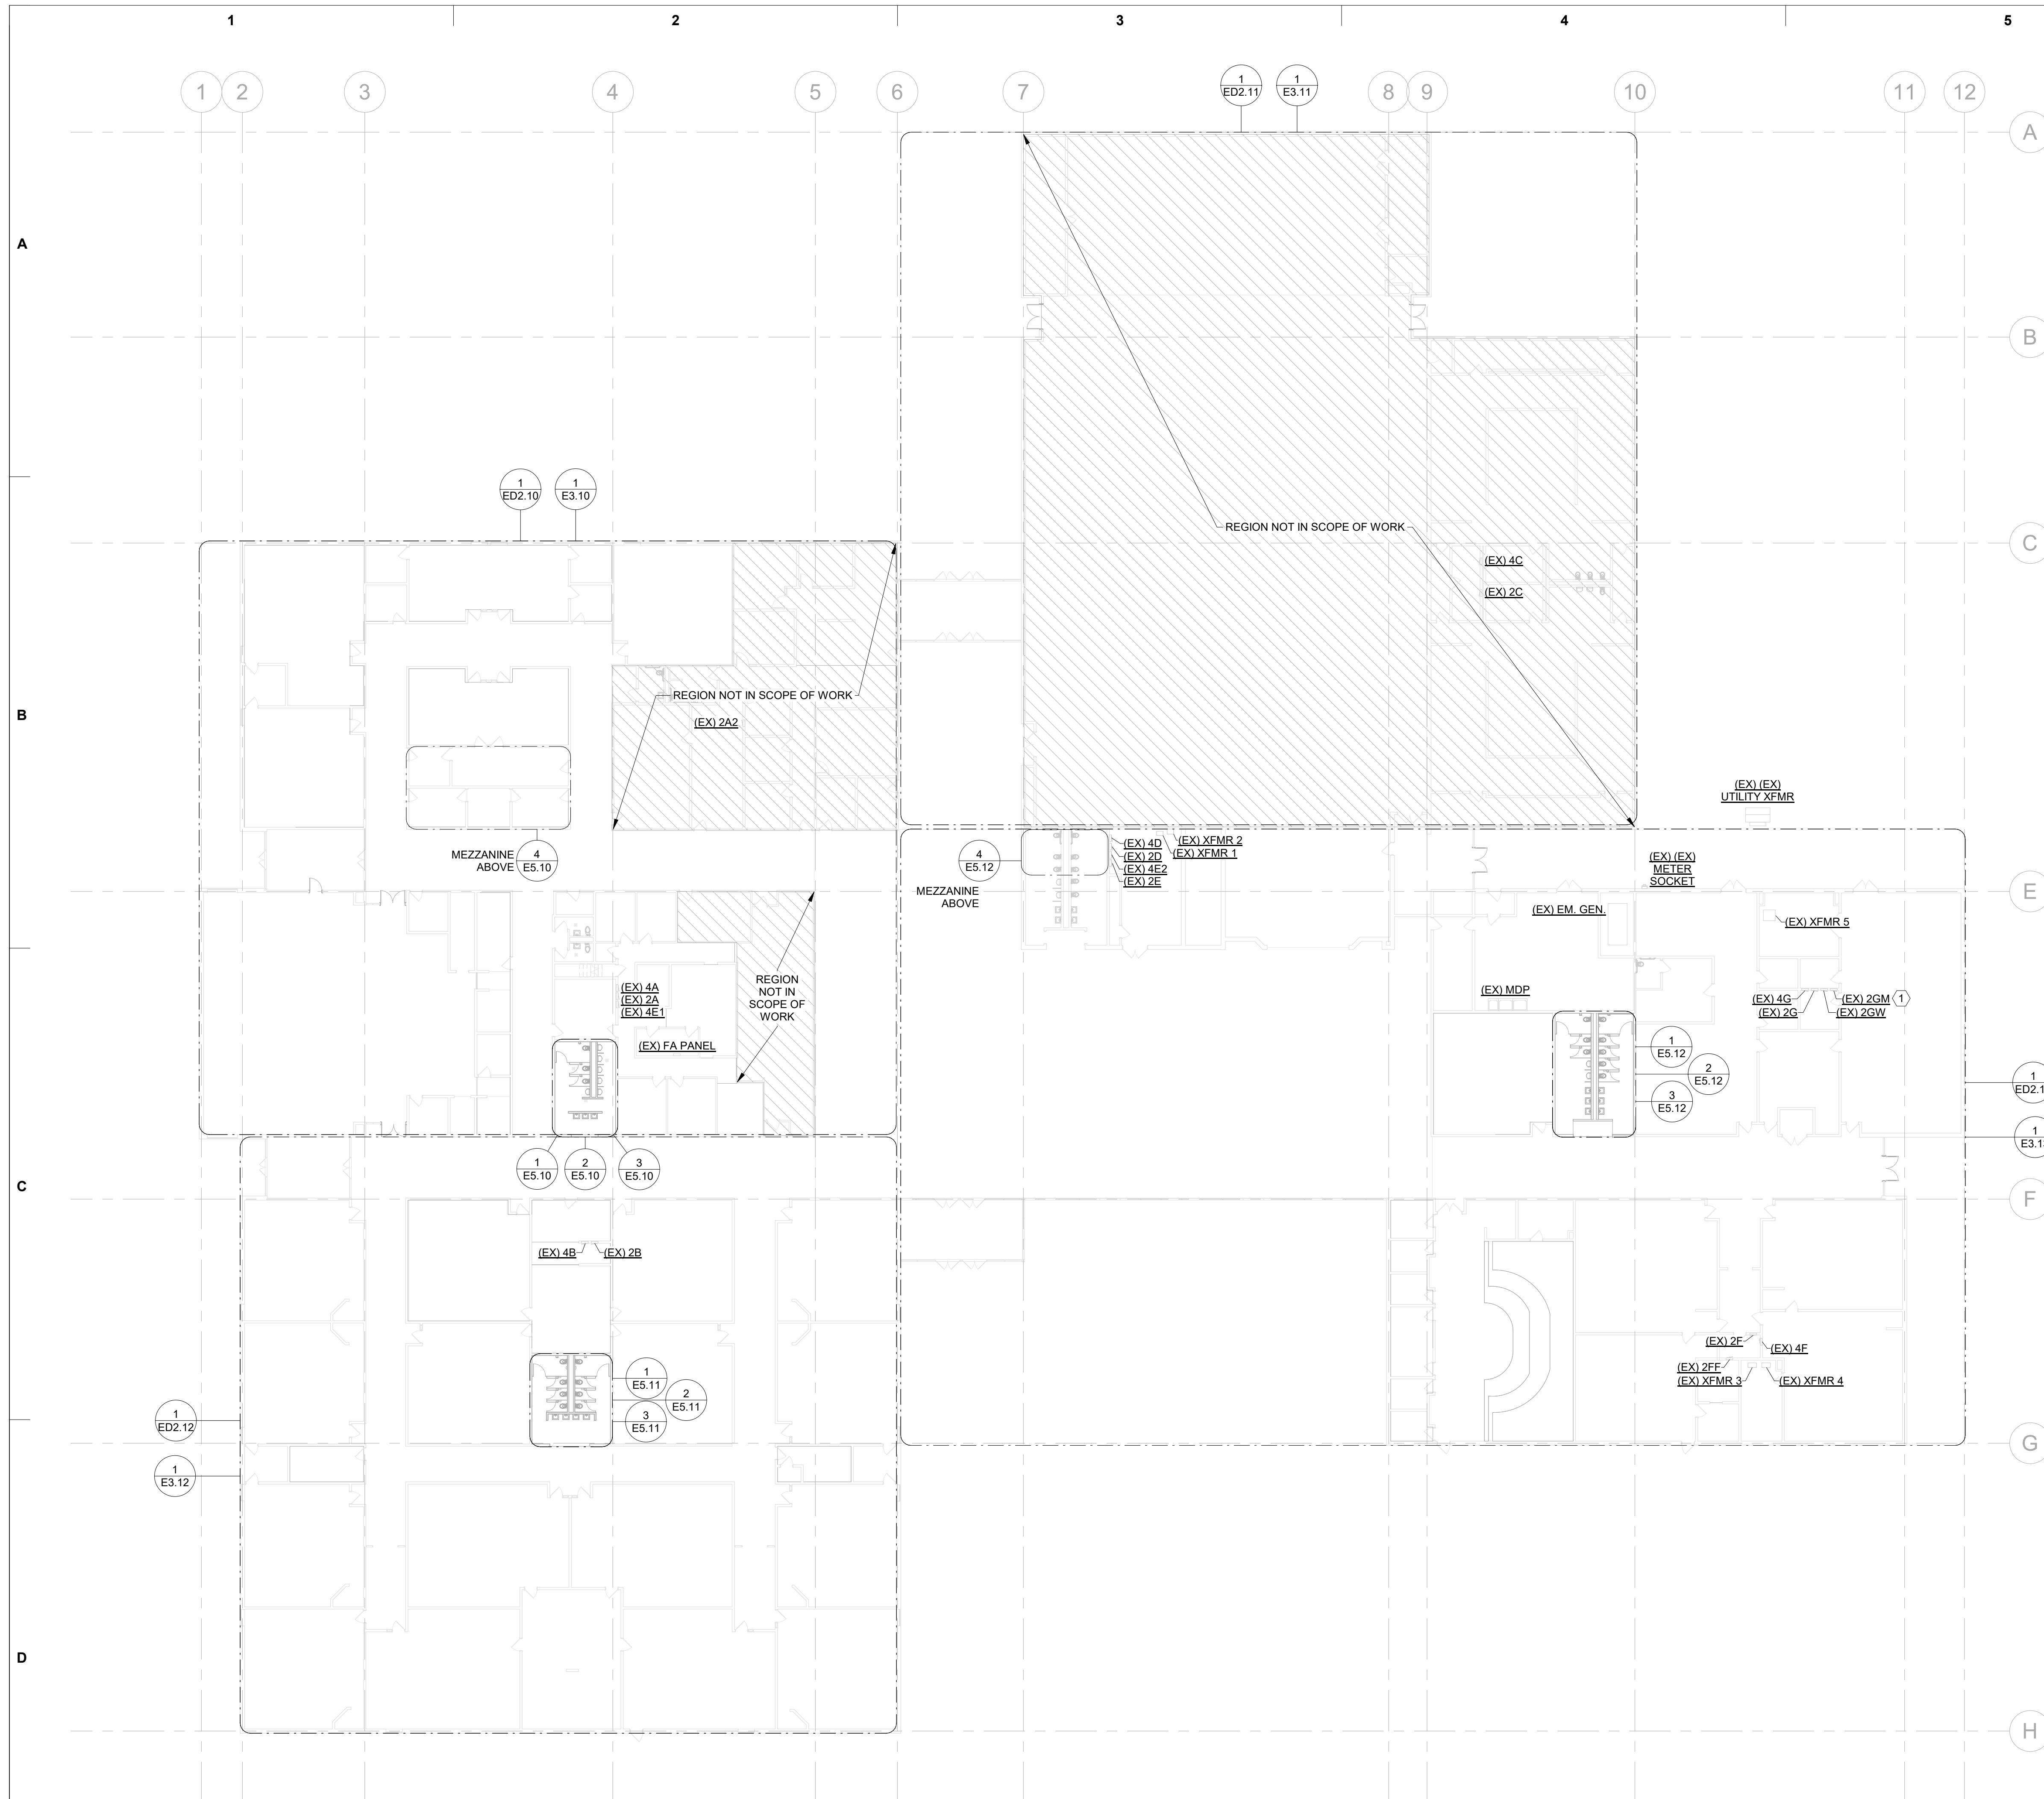 1
2
3
4
5
1
2
3
4
5
6
7
8
9
10
11
12
1
ED2.11
1
E3.11
A
A
B
1
ED2.10
1
E3.10
REGION NOT IN SCOPE OF WORK
C
(EX) 4C
(EX) 2C
REGION NOT IN SCOPE OF WORK
B
(EX) 2A2
(EX) (EX)
UTILITY XFMR
MEZZANINE
ABOVE
4
E5.10
4
E5.12
MEZZANINE
ABOVE
(EX) 4D
(EX) 2D
(EX) 4E2
(EX) 2E
(EX) XFMR 2
(EX) XFMR 1
(EX) (EX)
METER
SOCKET
E
(EX) EM. GEN.
(EX) XFMR 5
REGION
NOT IN
SCOPE OF
WORK
(EX) 4A
(EX) 2A
(EX) 4E1
(EX) FA PANEL
(EX) MDP
(EX) 4G
(EX) 2G
(EX) 2GM
(EX) 2GW
1
1
E5.12
2
E5.12
3
E5.12
1
1
1
E5.10
2
E5.10
3
E5.10
C
F
(EX) 4B
(EX) 2B
(EX) 2F
(EX) 4F
(EX) 2FF
(EX) XFMR 3
(EX) XFMR 4
1
E5.11
2
E5.11
3
E5.11
1
ED2.12
G
1
E3.12
D
H